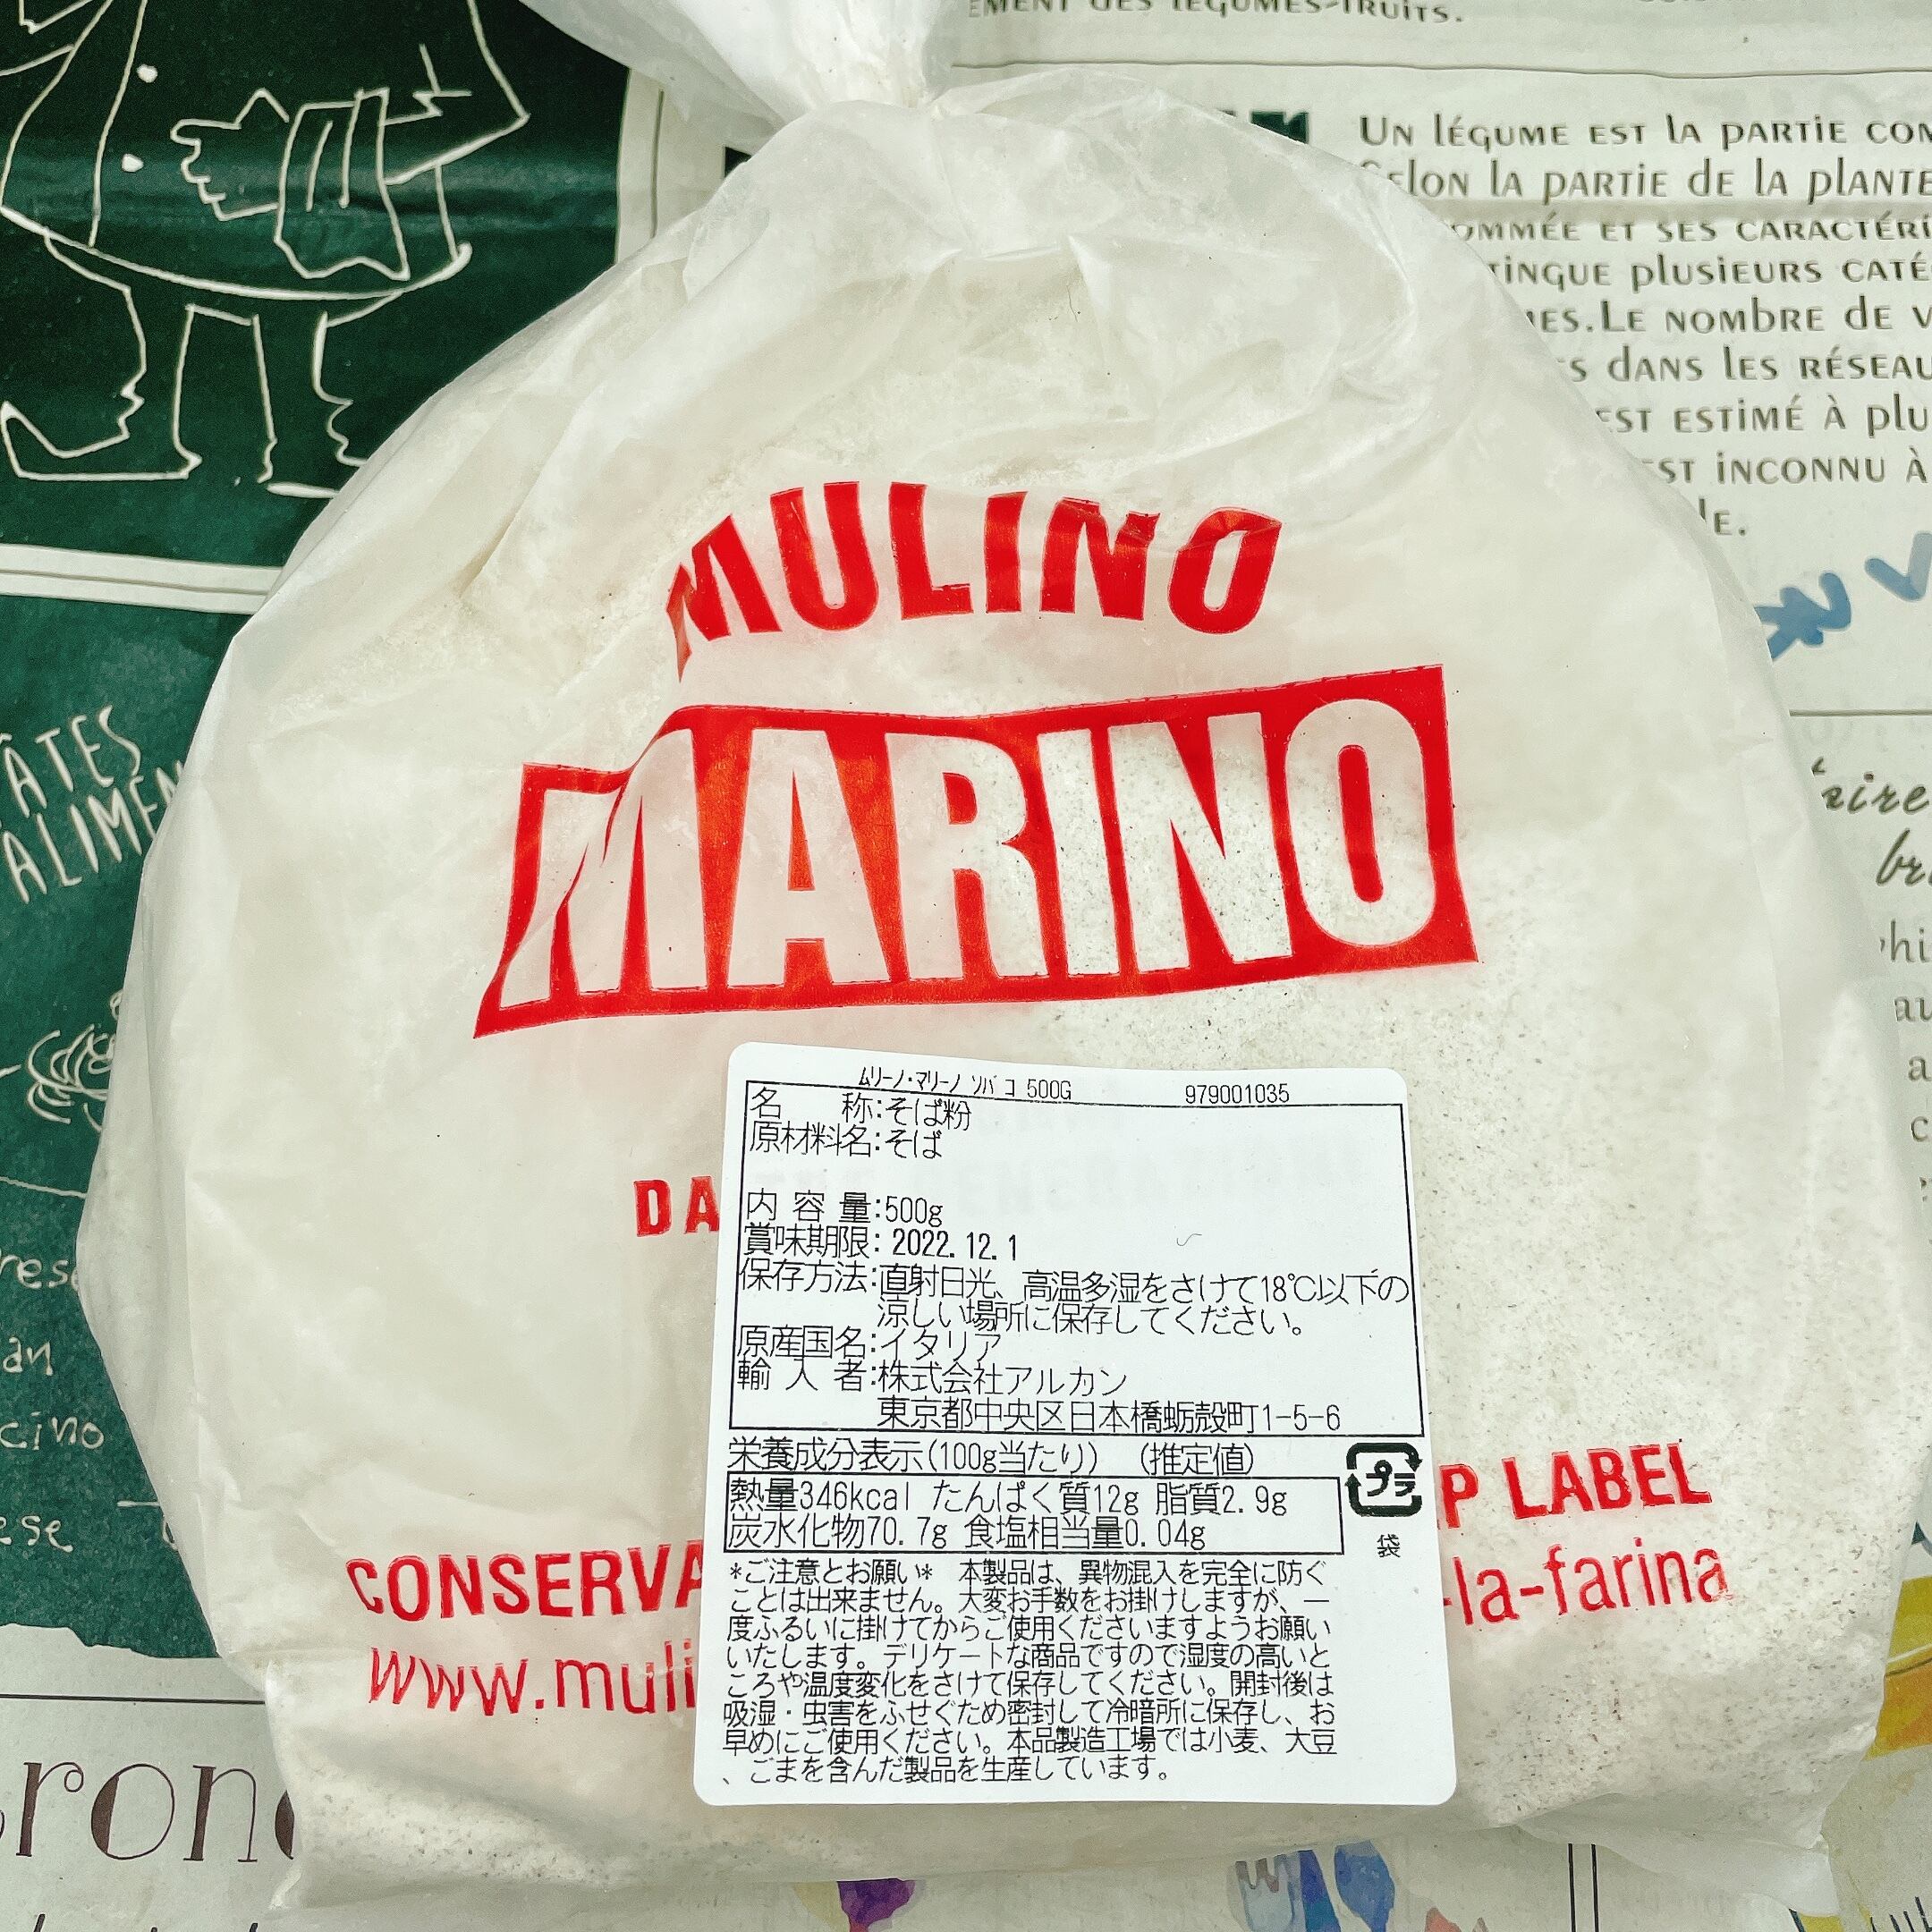 EMENT DES LÉGUMES-FRUITS.
UN LÉGUME EST LA PARTIE CON
SELON LA PARTIE DE LA PLANTE
OMMÉE ET SES CARACTÉRI
TINGUE PLUSIEURS CATÉ
MES. LE NOMBRE DE V
S DANS LES RÉSEAU
EST ESTIMÉ À PLU
EST INCONNU À
LE.
MULINO
MARINO
ÂTES
ALIMEN
DA
CONSERVA
P LABEL
www.muli
-la-farina
ムリーノ・マリーノ ソバコ 500G 979001035
名　　称:そば粉
原材料名:そば
内 容 量:500g
賞味期限: 2022.12.1
保存方法:直射日光、高温多湿をさけて18℃以下の
涼しい場所に保存してください。
原産国名:イタリア
輸 入 者:株式会社アルカン
東京都中央区日本橋蛎殻町1-5-6
栄養成分表示(100g当たり) (推定値)
熱量346kcal たんぱく質12g 脂質2.9g
炭水化物70.7g 食塩相当量0.04g
プラ
袋
*ご注意とお願い* 本製品は、異物混入を完全に防ぐ
ことは出来ません。大変お手数をお掛けしますが、一
度ふるいに掛けてからご使用くださいますようお願い
いたします。デリケートな商品ですので湿度の高いと
ころや温度変化をさけて保存してください。開封後は
吸湿・虫害をふせぐため密封して冷暗所に保存し、お
早めにご使用ください。本品製造工場では小麦、大豆
、ごまを含んだ製品を生産しています。
an
cino
ese
aire
hi
au
a
ron